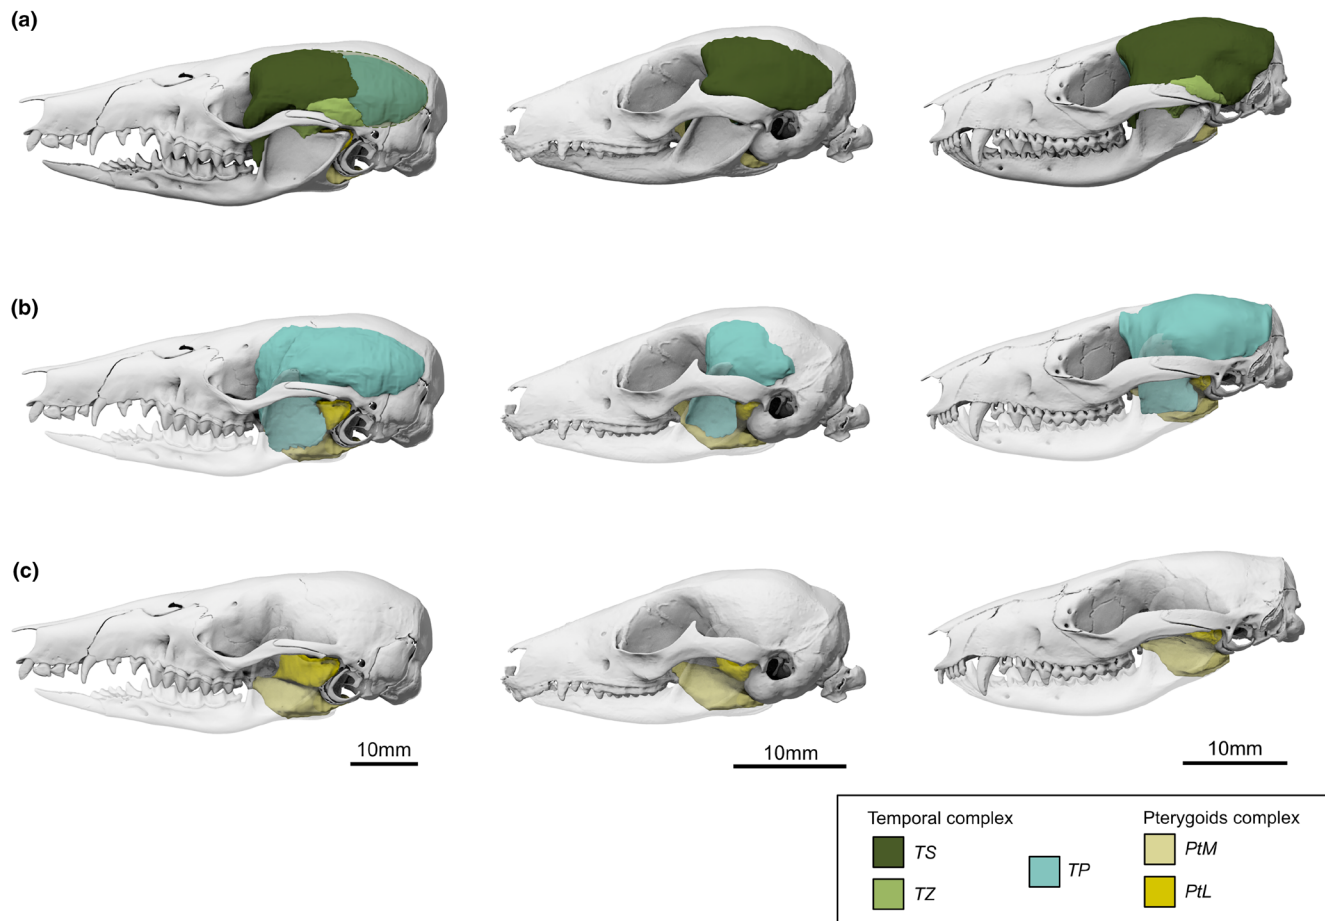 (a)
(b)
(c)
10mm
10mm
10mm
Temporal complex
Pterygoids complex
TS
TP
PtM
TZ
PtL